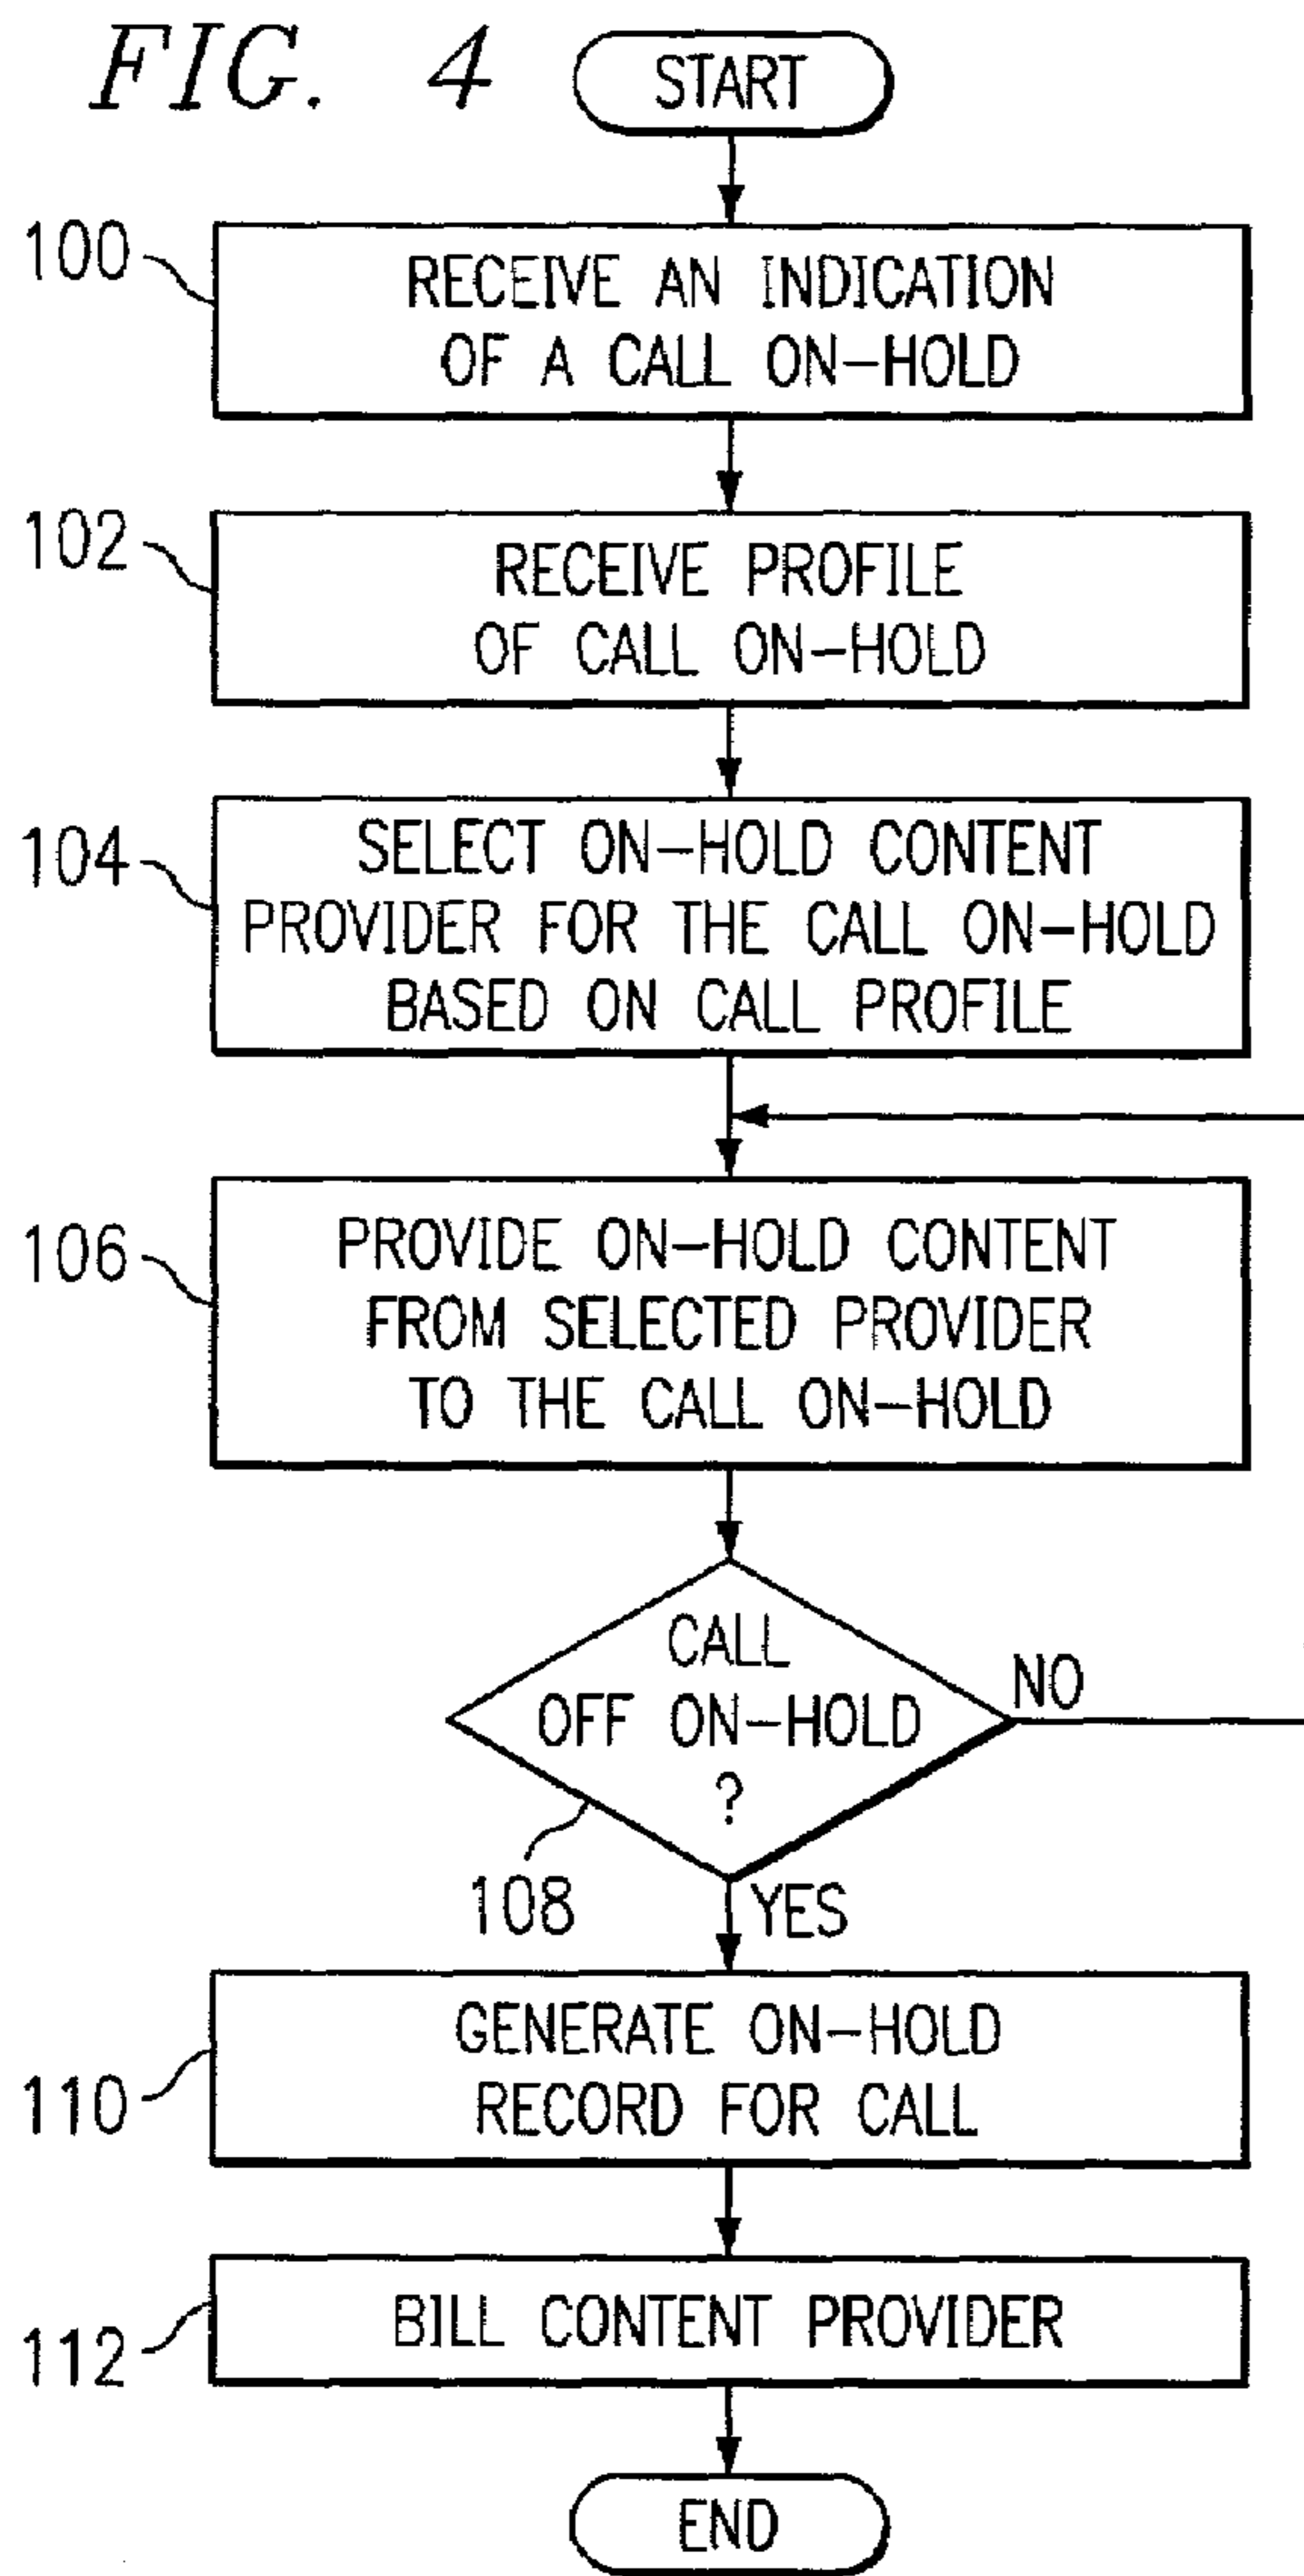 FIG. 4
START
100
RECEIVE AN INDICATION
OF A CALL ON-HOLD
102
RECEIVE PROFILE
OF CALL ON-HOLD
104
SELECT ON-HOLD CONTENT
PROVIDER FOR THE CALL ON-HOLD
BASED ON CALL PROFILE
106
PROVIDE ON-HOLD CONTENT
FROM SELECTED PROVIDER
TO THE CALL ON-HOLD
CALL
OFF ON-HOLD
?
NO
108
YES
110
GENERATE ON-HOLD
RECORD FOR CALL
112
BILL CONTENT PROVIDER
END